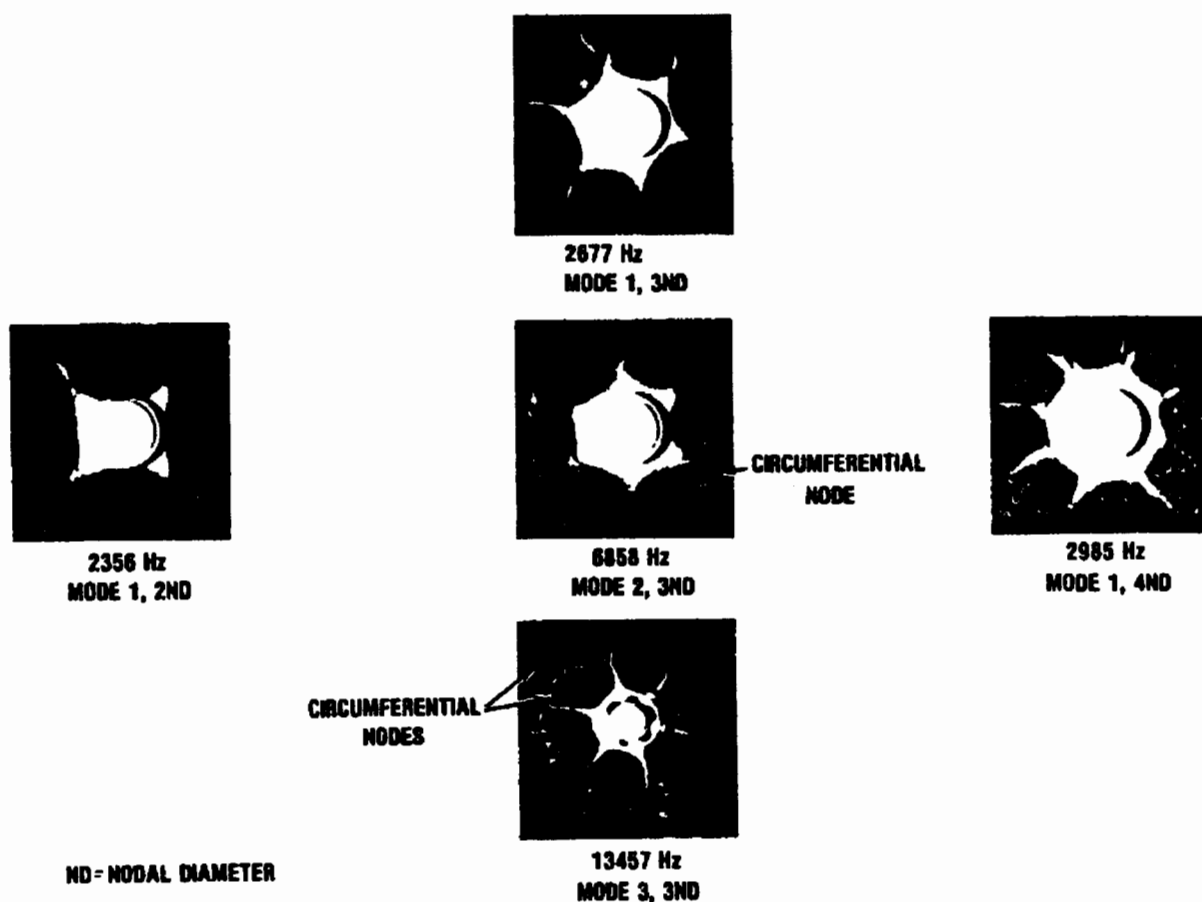 2677 Hz
MODE 1, 3ND
CIRCUMFERENTIAL
NODE
2356 Hz
MODE 1, 2ND
6858 Hz
MODE 2, 3ND
2985 Hz
MODE 1, 4ND
CIRCUMFERENTIAL
NODES
13457 Hz
MODE 3, 3ND
ND=NODAL DIAMETER